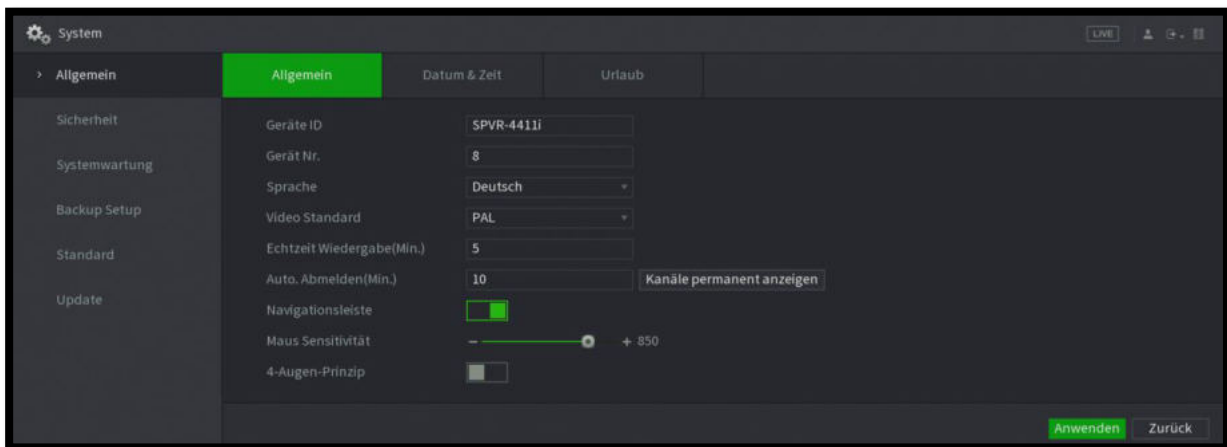 System
LIVE
Allgemein
Sicherheit
Systemwartung
Backup Setup
Standard
Update
Allgemein
Datum & Zeit
Urlaub
Geräte ID
SPVR-4411i
Gerät Nr.
8
Sprache
Deutsch
Video Standard
PAL
Echtzeit Wiedergabe(Min.)
5
Auto. Abmelden(Min.)
10
Kanäle permanent anzeigen
Navigationsleiste
Maus Sensitivität
850
4-Augen-Prinzip
Anwenden
Zurück